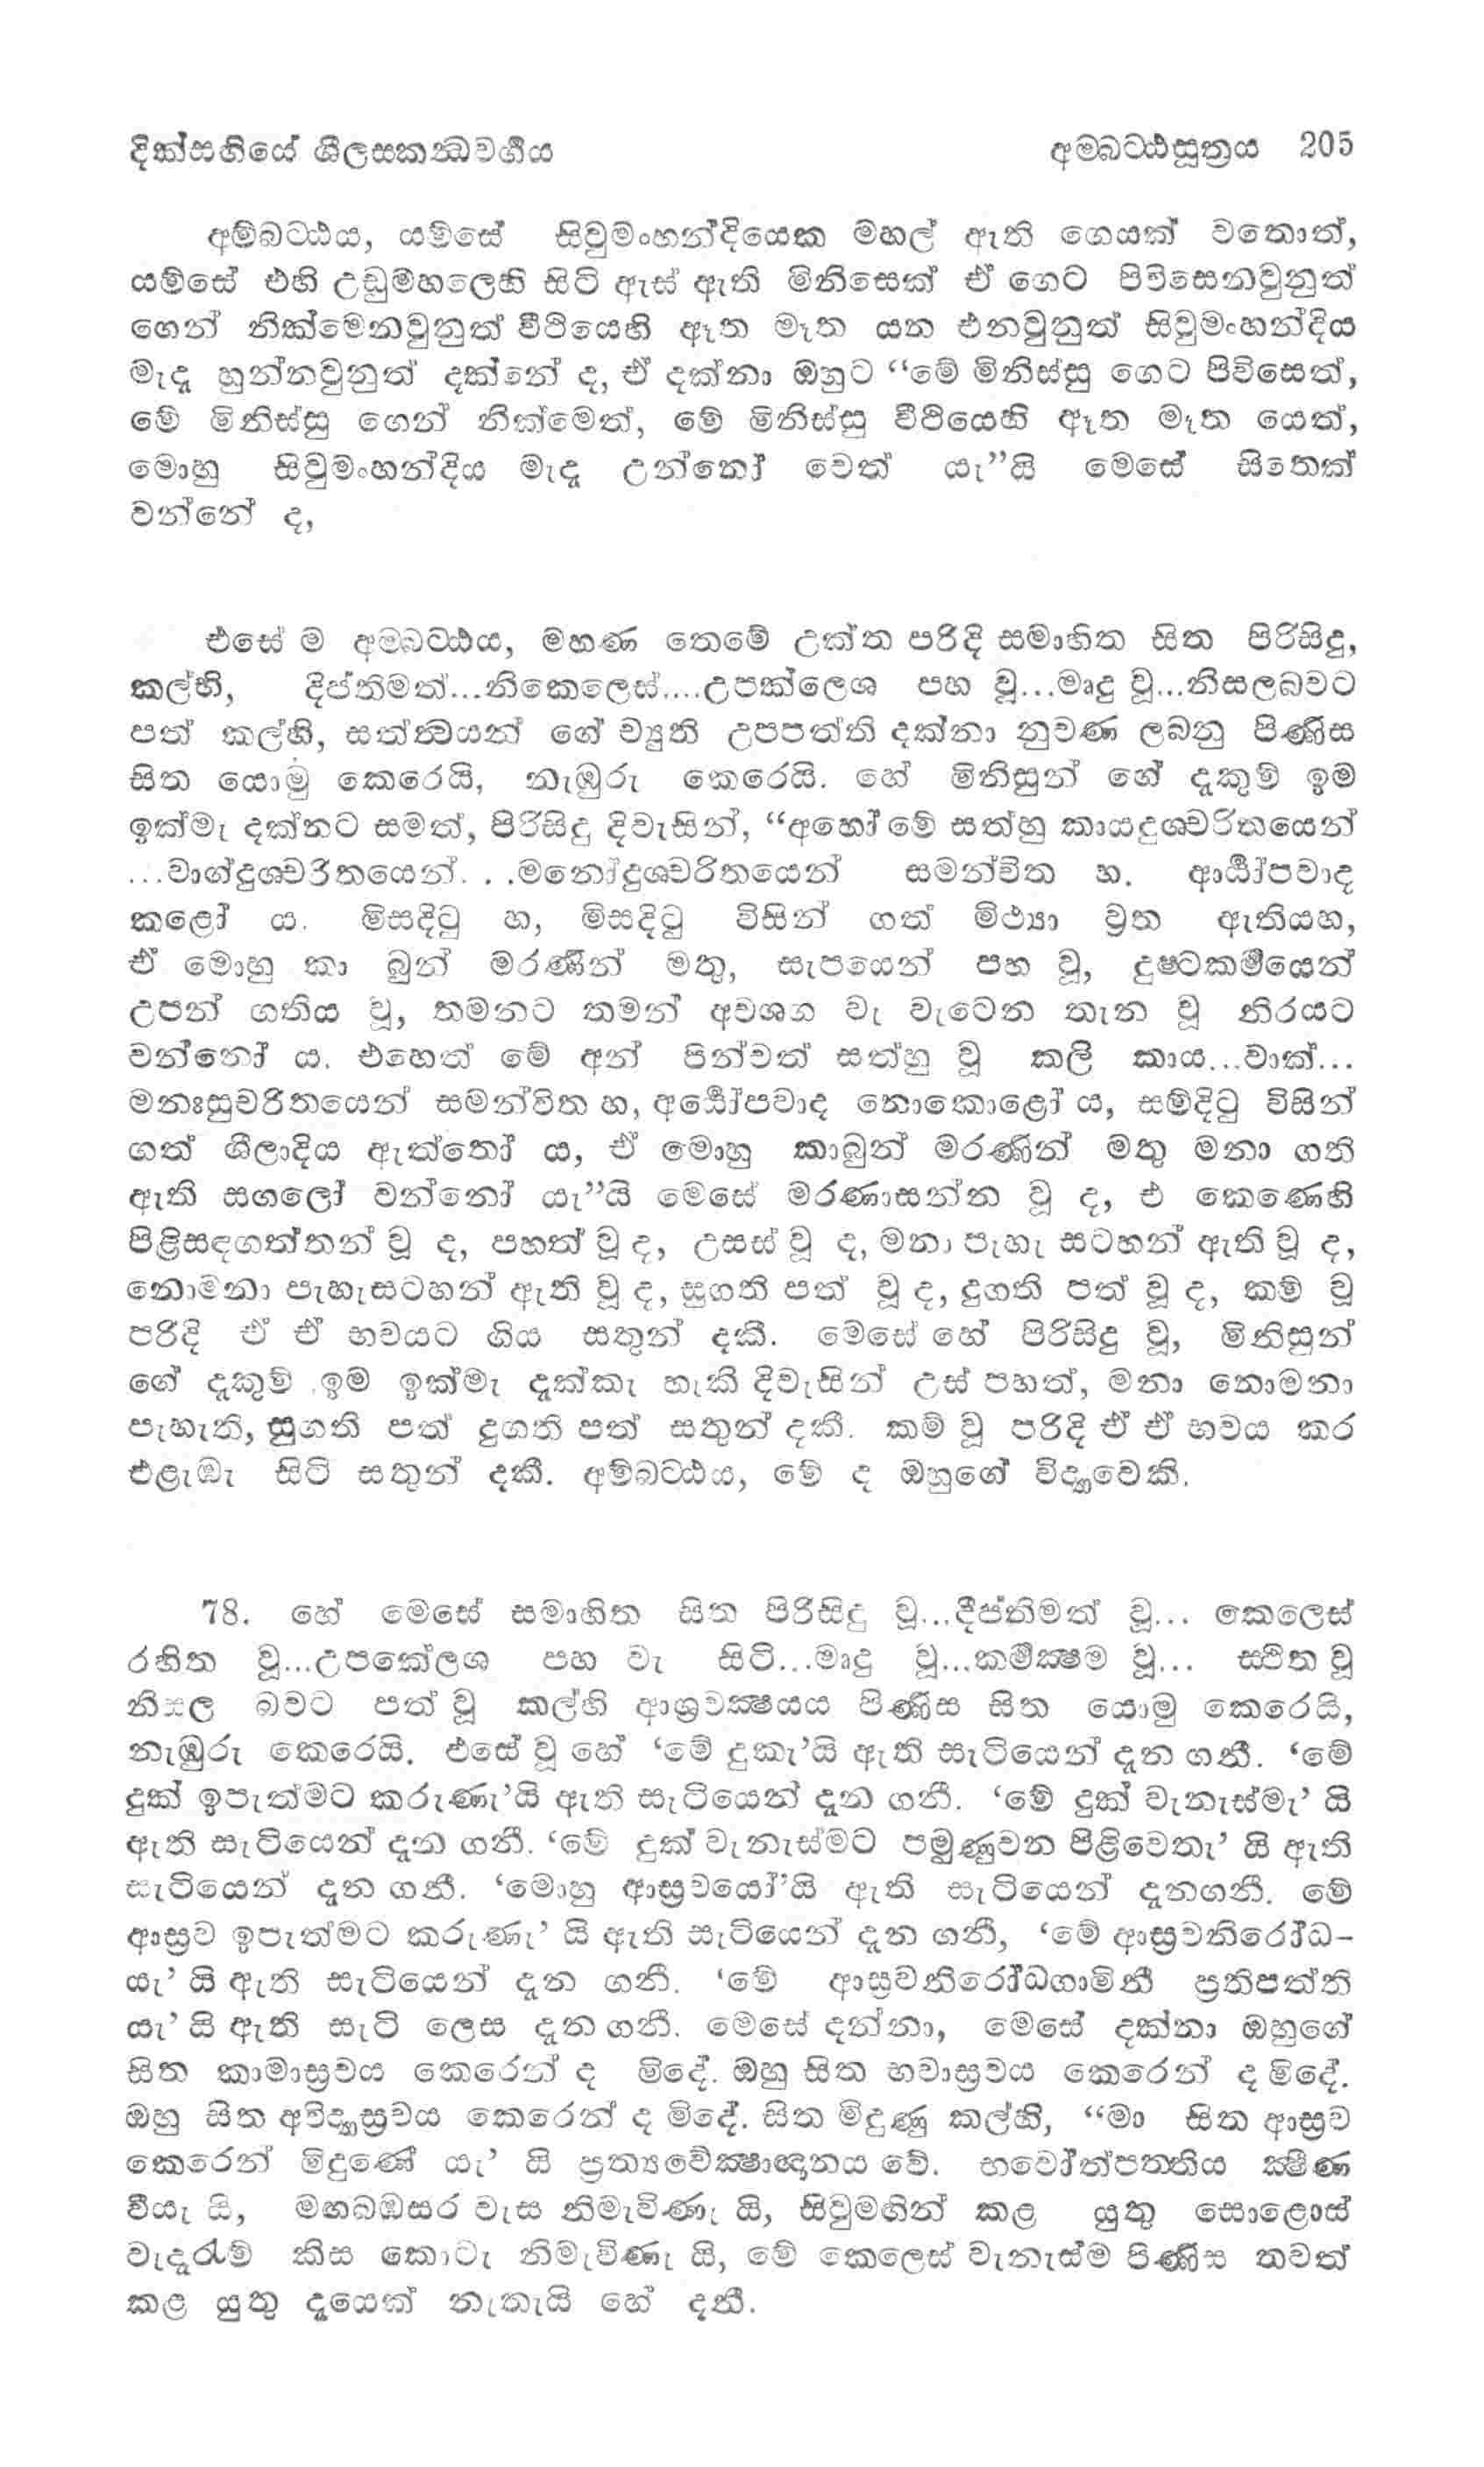 දික්සඟියේ ශීලසකඣවර්‍ගය අම්බට්ඨසූත්‍රය 205
අම්බට්ඨය, යම්සේ සිවුමංහන්දියෙක මහල් ඇති ගෙයක් වතොත්,
යම්සේ එහි උඩුමහලෙහි සිටි ඇස් ඇති මිනිසෙක් ඒ ගෙට පිවිසෙනවුනුත්
ගෙන් නික්මෙනවුනුත් වීථියෙහි ඈත මෑත යන එනවුනුත් සිවුමංහන්දිය
මැදැ හුන්නවුනුත් දක්නේ ද, ඒ දක්නා ඔහුට “මේ මිනිස්සු ගෙට පිවිසෙත්,
මේ මිනිස්සු ගෙන් නික්මෙත්, මේ මිනිස්සු වීථියෙහි ඈත මෑත යෙත්,
මොහු සිවුමංහන්දිය මැදැ උන්නෝ වෙත් යැ”යි මෙසේ සිතෙක්
වන්නේ ද,
එසේ ම අම්බට්ඨය, මහණ තෙමේ උක්ත පරිදි සමාහිත සිත පිරිසිදු,
කල්හි, දිප්තිමත්...නිකෙලෙස්....උපක්ලෙශ පහ වූ...මෘදු වූ...නිසලබවට
පත් කල්හි, සත්ත්‍වයන් ගේ ච්‍යුති උපපත්ති දක්නා නුවණ ලබනු පිණිස
සිත යොමු කෙරෙයි, නැඹුරු කෙරෙයි. හේ මිනිසුන් ගේ දැකුම් ඉම
ඉක්මැ දක්නට සමත්, පිරිසිදු දිවැසින්, “අහෝ මේ සත්හු කායදුශචරිතයෙන්
...වාග්දුශචරිතයෙන්. . .මනෝදුශචරිතයෙන් සමන්විත හ. ආර්‍ය්‍යෝපවාද
කළෝ ය. මිසදිටු හ, මිසදිටු විසින් ගත් මිථ්‍යා ව්‍රත ඇතියහ,
ඒ මොහු කා බුන් මරණින් මතු, සැපයෙන් පහ වූ, දුෂ්ටකර්‍මයෙන්
උපන් ගතිය වූ, තමනට තමන් අවශග වැ වැටෙන තැන වූ නිරයට
වන්නෝ ය. එහෙත් මේ අන් පින්වත් සත්හු වූ කලි කාය...වාක්...
මනඃසුචරිතයෙන් සමන්විත හ, අර්‍ය්‍යෝපවාද නොකොළෝ ය, සම්දිටු විසින්
ගත් ශීලාදිය ඇත්තෝ ය, ඒ මොහු කාබුන් මරණින් මතු මනා ගති
ඇති සගලෝ වන්නෝ යැ”යි මෙසේ මරණාසන්න වූ ද, එ කෙණෙහි
පිළිසඳගත්තන් වූ ද, පහත් වූ ද, උසස් වූ ද, මනා පැහැ සටහන් ඇති වූ ද,
නොමනා පැහැසටහන් ඇති වූ ද, සුගති පත් වූ ද, දුගති පත් වූ ද, කම් වූ
පරිදි ඒ ඒ භවයට ගිය සතුන් දකී. මෙසේ හේ පිරිසිදු වූ, මිනිසුන්
ගේ දැකුම් ඉම ඉක්මැ දැක්කැ හැකි දිවැසින් උස් පහත්, මනා නොමනා
පැහැති, සුගති පත් දුගති පත් සතුන් දකී. කම් වූ පරිදි ඒ ඒ භවය කර
එළැඹැ සිටි සතුන් දකී. අම්බට්ඨය, මේ ද ඔහුගේ විද්‍යාවෙකි.
78. හේ මෙසේ සමාහිත සිත පිරිසිදු වූ...දීප්තිමත් වූ... කෙලෙස්
රහිත වූ...උපක්ලේශ පහ වැ සිටි...මෘදු වූ...කර්‍මක්‍ෂම වූ... ස්ථිත වූ
නිසල බවට පත් වූ කල්හි ආශ්‍රවක්‍ෂයය පිණිස සිත යොමු කෙරෙයි,
නැඹුරු කෙරෙයි. එසේ වූ හේ ‘මේ දුකැ’යි ඇති සැටියෙන් දැන ගනී. ‘මේ
දුක් ඉපැත්මට කරුණැ’යි ඇති සැටියෙන් දැන ගනී. ‘මේ දුක් වැනැස්මැ’ යි
ඇති සැටියෙන් දැන ගනී. ‘මේ දුක් වැනැස්මට පමුණුවන පිළිවෙතැ’ යි ඇති
සැටියෙන් දැන ගනී. ‘මොහු ආස්‍රවයෝ’යි ඇති සැටියෙන් දැනගනී. මේ
ආස්‍රව ඉපැත්මට කරුණැ’ යි ඇති සැටියෙන් දැන ගනී, ‘මේ ආස්‍රවනිරෝධ-
යැ’ යි ඇති සැටියෙන් දැන ගනී. ‘මේ ආස්‍රවනිරෝධගාමිනී ප්‍රතිපත්ති
යැ’ යි ඇති සැටි ලෙස දැන ගනී. මෙසේ දන්නා, මෙසේ දක්නා ඔහුගේ
සිත කාමාස්‍රවය කෙරෙන් ද මිදේ. ඔහු සිත භවාස්‍රවය කෙරෙන් ද මිදේ.
ඔහු සිත අවිද්‍යාස්‍රවය කෙරෙන් ද මිදේ. සිත මිදුණු කල්හි, “මා සිත ආස්‍රව
කෙරෙන් මිදුණේ යැ’ යි ප්‍රත්‍යවේක්‍ෂාඥානය වේ. භවෝත්පත්තිය ක්‍ෂීණ
වීයැ යි, මඟබඹසර වැස නිමැවිණැ යි, සිවුමඟින් කළ යුතු සොළොස්
වැදෑරැම් කිස කොටැ නිමැවිණැ යි, මේ කෙලෙස් වැනැස්ම පිණිස තවත්
කළ යුතු දැයෙක් නැතැයි හේ දනී.